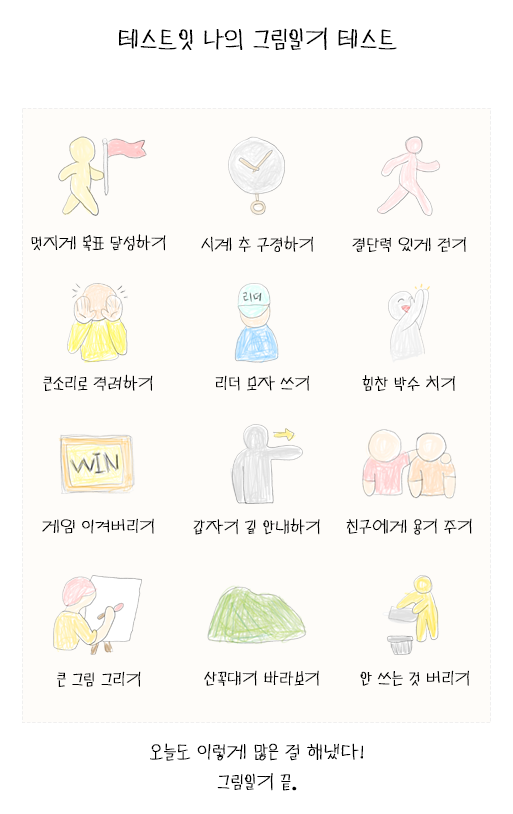 테스트잇 나의 그림일기 테스트
멋지게 목표 달성하기
시계 추 구경하기
결단력 있게 걷기
큰소리로 격려하기
리더
리더 모자 쓰기
힘찬 박수 치기
WIN
게임 이겨버리기
갑자기 길 안내하기
친구에게 용기 주기
큰 그림 그리기
산꼭대기 바라보기
안 쓰는 것 버리기
오늘도 이렇게 많은 걸 해냈다!
그림일기 끝.